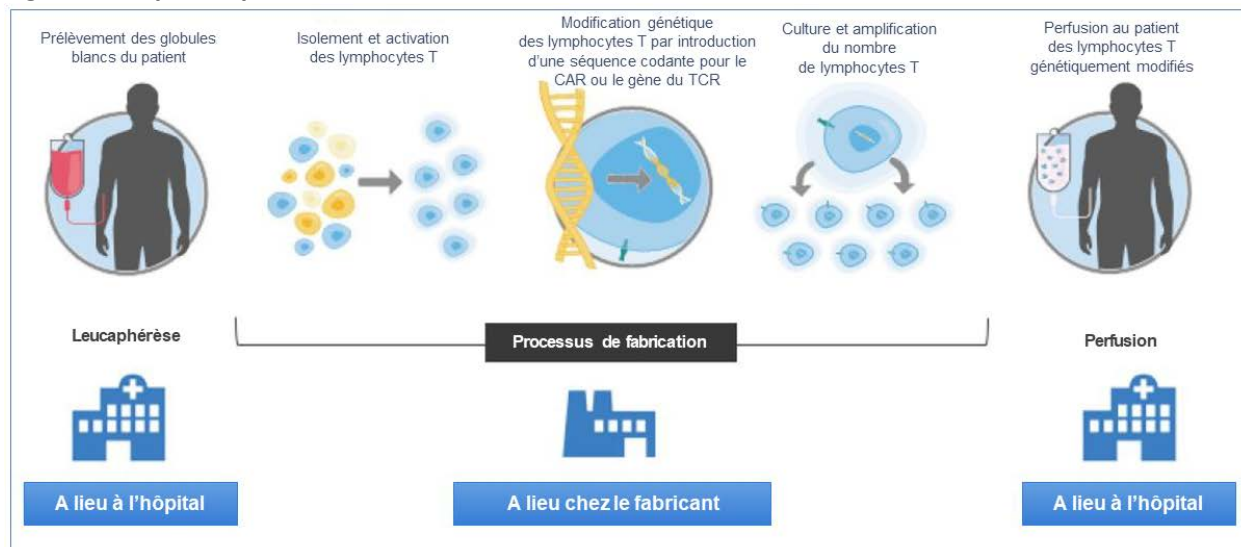 Prélèvement des globules
blancs du patient
Isolement et activation
des lymphocytes T
Modification génétique
des lymphocytes T par introduction
d'une séquence codante pour le
CAR ou le gène du TCR
Culture et amplification
du nombre
de lymphocytes T
Perfusion au patient
des lymphocytes T
génétiquement modifiés
Leucaphérèse
Processus de fabrication
Perfusion
A lieu à l'hôpital
A lieu chez le fabricant
A lieu à l'hôpital